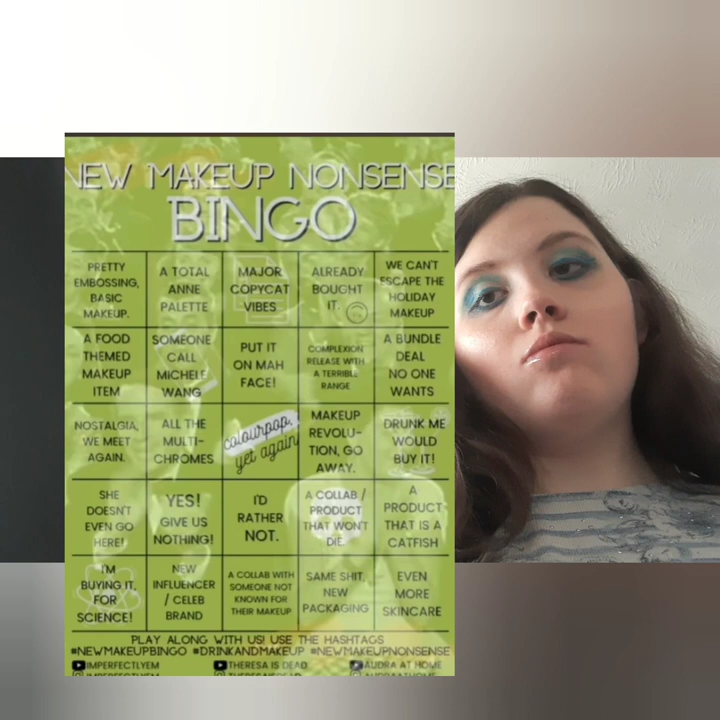 NEW MAKEUP NONSENSE
BINGO
PRETTY
EMBOSSING,
BASIC
MAKEUP.
A TOTAL
ANNE
PALETTE
MAJOR
COPYCAT
VIBES
ALREADY
BOUGHT
IT.
WE CAN'T
ESCAPE THE
HOLIDAY
MAKEUP
A FOOD
THEMED
MAKEUP
ITEM
SOMEONE
CALL
MICHELE
WANG
PUT IT
ON MAH
FACE!
COMPLEXION
RELEASE WITH
A TERRIBLE
RANGE
A BUNDLE
DEAL
NO ONE
WANTS
NOSTALGIA,
WE MEET
AGAIN.
ALL THE
MULTI-
CHROMES
colourpop,
yet again
MAKEUP
REVOLU-
TION, GO
AWAY.
DRUNK ME
WOULD
BUY IT!
SHE
DOESN'T
EVEN GO
HERE!
YES!
GIVE US
NOTHING!
I'D
RATHER
NOT.
A COLLAB /
PRODUCT
THAT WON'T
DIE.
A
PRODUCT
THAT IS A
CATFISH
I'M
BUYING IT,
FOR
SCIENCE!
NEW
INFLUENCER
/ CELEB
BRAND
A COLLAB WITH
SOMEONE NOT
KNOWN FOR
THEIR MAKEUP
SAME SHIT,
NEW
PACKAGING
EVEN
MORE
SKINCARE
PLAY ALONG WITH US! USE THE HASHTAGS
#NEWMAKEUPBINGO #DRINKANDMAKEUP #NEWMAKEUPNONSENSE
IMPERFECTLYEM THERESA IS DEAD AUDRA AT HOME